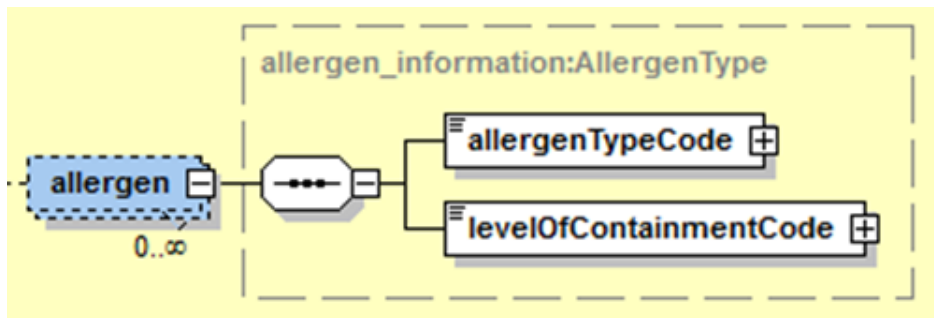 allergen_information:AllergenType
allergenTypeCode
allergen
0..∞
levelOfContainmentCode